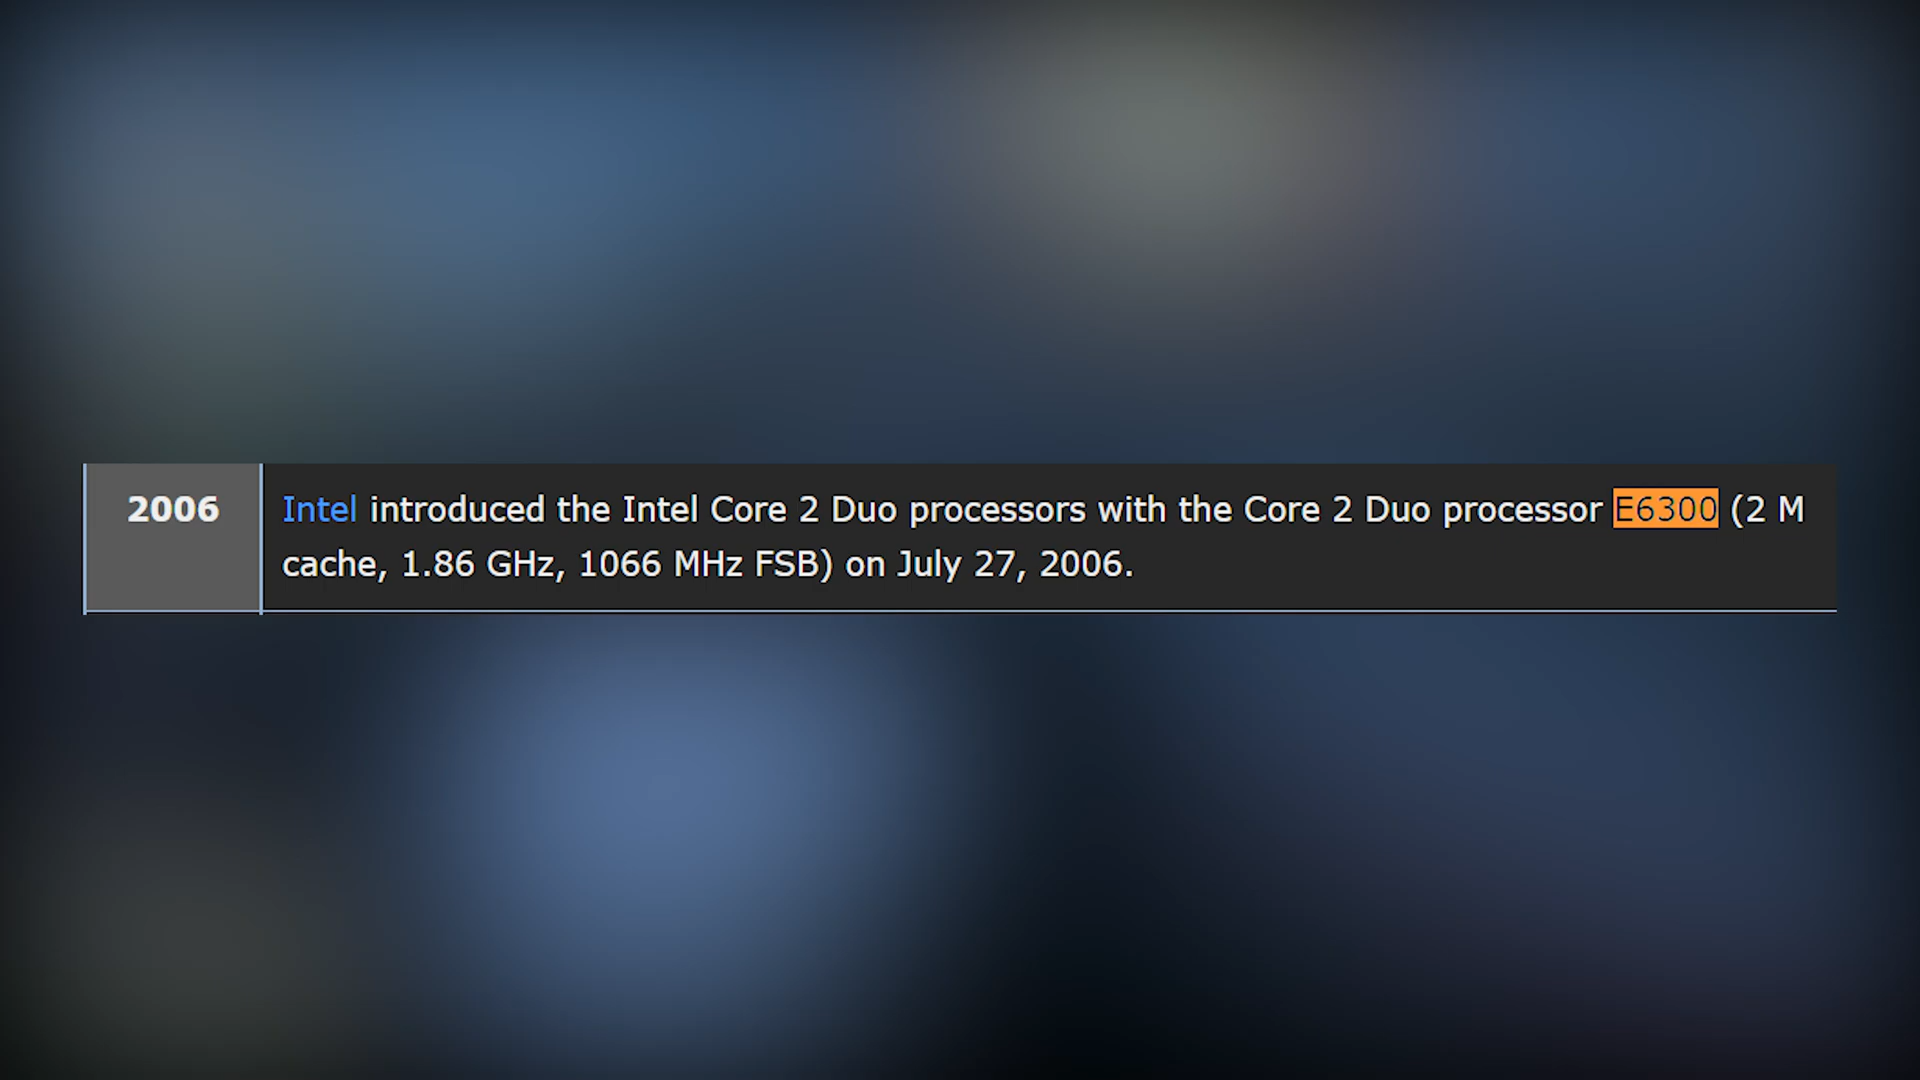 2006
Intel introduced the Intel Core 2 Duo processors with the Core 2 Duo processor E6300 (2 M
cache, 1.86 GHz, 1066 MHz FSB) on July 27, 2006.